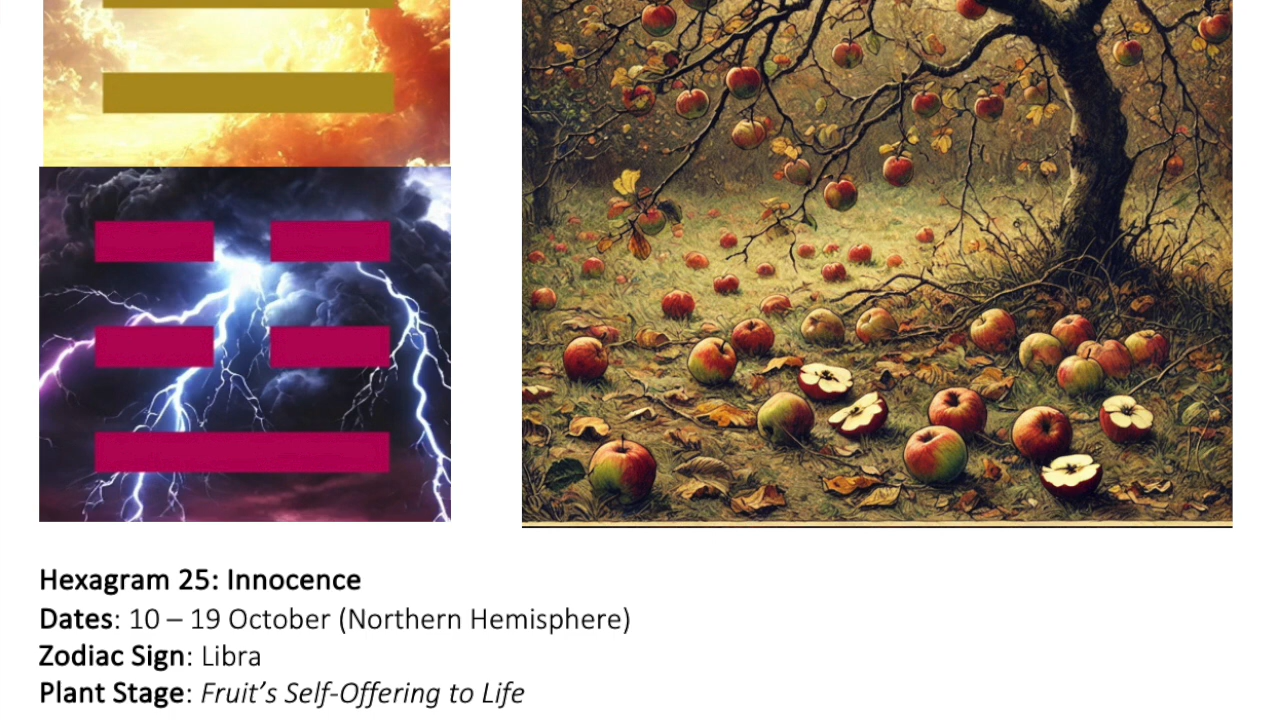 Hexagram 25: Innocence
Dates: 10 – 19 October (Northern Hemisphere)
Zodiac Sign: Libra
Plant Stage: Fruit’s Self-Offering to Life